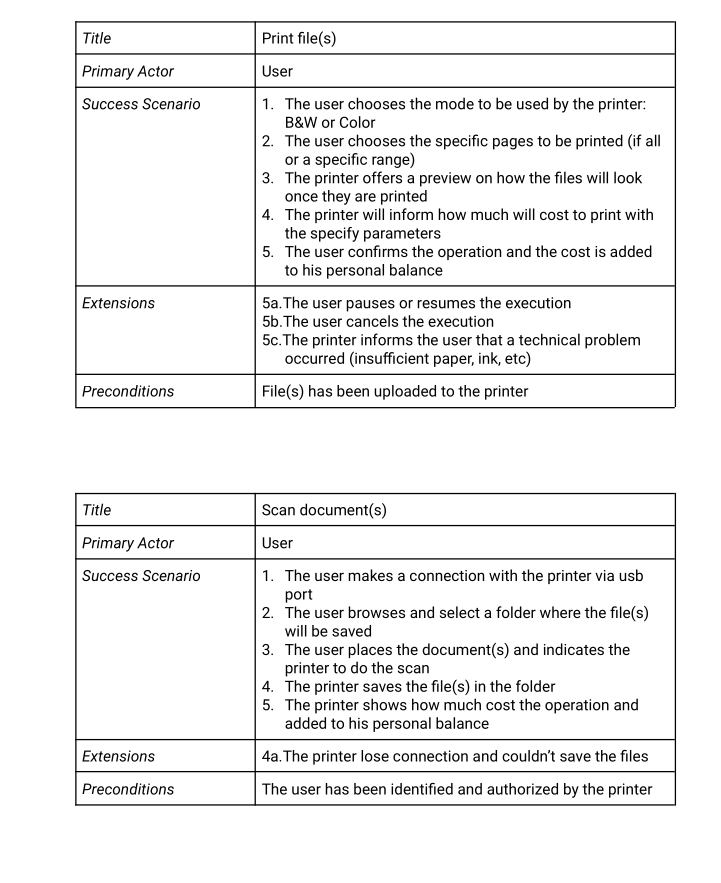 Title Print file(s)
Primary Actor User
Success Scenario 1. The user chooses the mode to be used by the printer:
B&W or Color
2. The user chooses the specific pages to be printed (if all
or a specific range)
3. The printer offers a preview on how the files will look
once they are printed
4. The printer will inform how much will cost to print with
the specify parameters
5. The user confirms the operation and the cost is added
to his personal balance
Extensions 5a.The user pauses or resumes the execution
5b.The user cancels the execution
5c.The printer informs the user that a technical problem
occurred (insufficient paper, ink, etc)
Preconditions File(s) has been uploaded to the printer
Title Scan document(s)
Primary Actor User
Success Scenario 1. The user makes a connection with the printer via usb
port
2. The user browses and select a folder where the file(s)
will be saved
3. The user places the document(s) and indicates the
printer to do the scan
4. The printer saves the file(s) in the folder
5. The printer shows how much cost the operation and
added to his personal balance
Extensions 4a.The printer lose connection and couldn't save the files
Preconditions The user has been identified and authorized by the printer